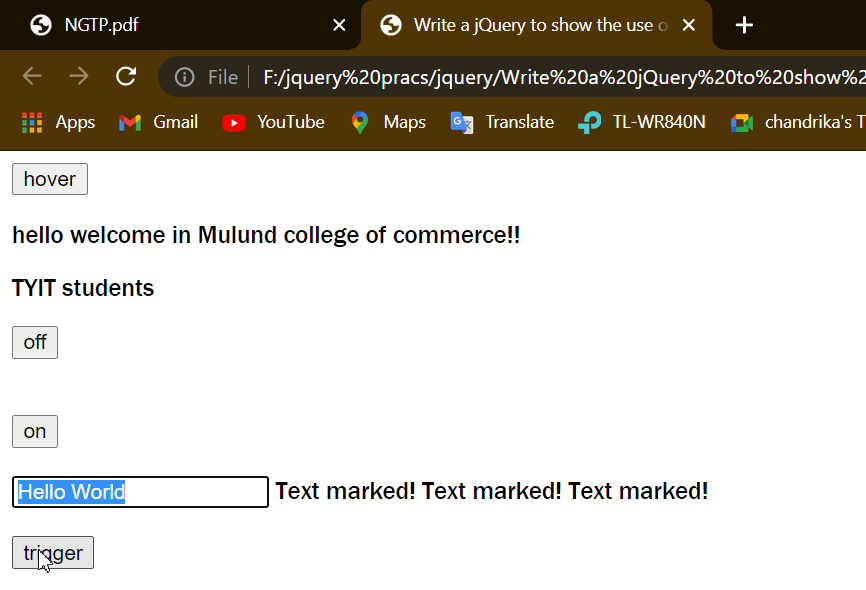 NGTP.pdf
Write a jQuery to show the use o
File F:/jquery%20pracs/jquery/Write%20a%20jQuery%20to%20show%2
Apps Gmail YouTube Maps Translate TL-WR840N chandrika's T
hover
hello welcome in Mulund college of commerce!!
TYIT students
off
on
Hello World Text marked! Text marked! Text marked!
trigger